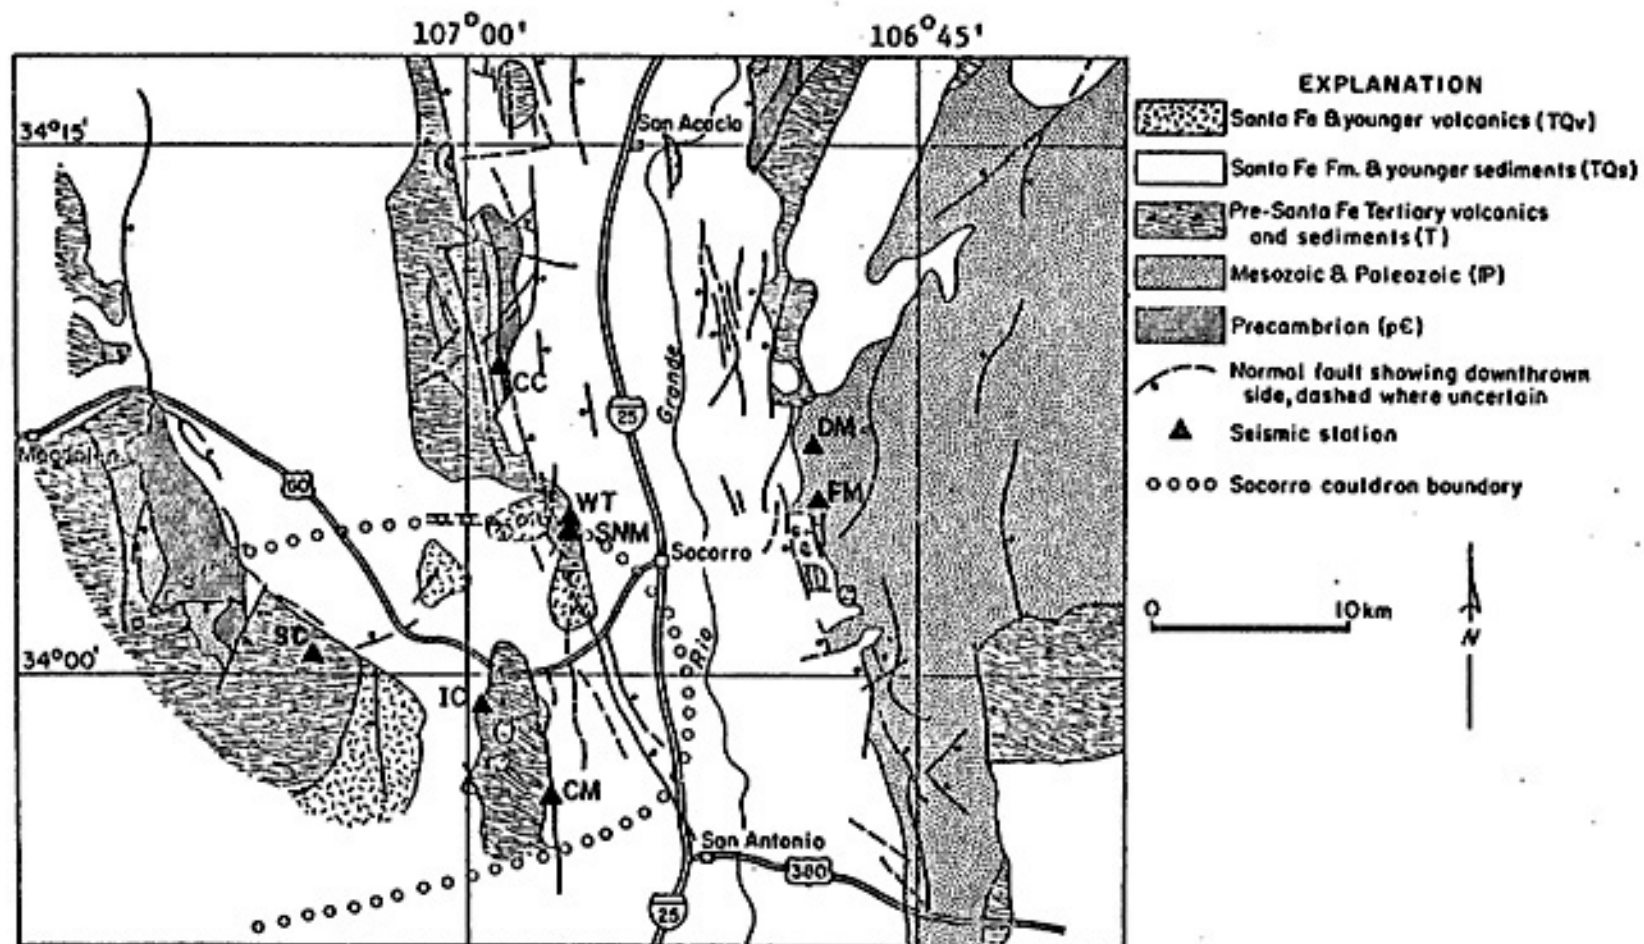 107°00'
106°45'
EXPLANATION
Santa Fe & younger volcanics (TQv)
San Acacia
34°15'
Santa Fe Fm. & younger sediments (TQs)
Pre-Santa Fe Tertiary volcanics
and sediments (T)
Mesozoic & Paleozoic (IP)
Precambrian (p€)
Normal fault showing downthrown
side, dashed where uncertain
CC
25
Grande
DM
Seismic station
60
FM
Socorro cauldron boundary
WT
SNM
Socorro
0
10km
N
SC
Rio
34°00'
IC
CM
San Antonio
380
25